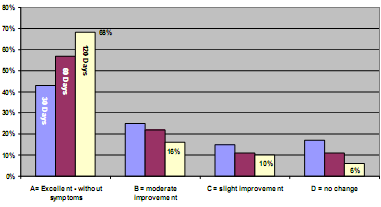 80%
70%
60%
50%
40%
30%
20%
10%
0%
30 Days
60 Days
120 Days
68%
16%
10%
6%
A= Excellent - without symptoms
B = moderate improvement
C = slight improvement
D = no change